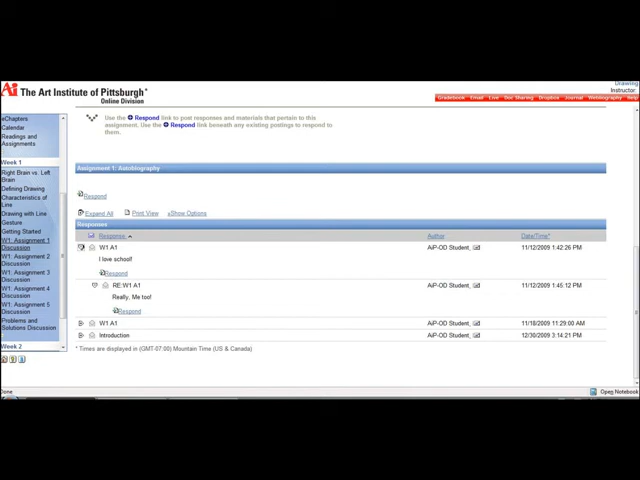 Ai The Art Institute of Pittsburgh
Online Division
Drawing
Instructor:
Gradebook Email Live Doc Sharing Dropbox Journal Webliography Help
eChapters
Calendar
Readings and
Assignments
Week 1
Right Brain vs. Left
Brain
Defining Drawing
Characteristics of
Line
Drawing with Line
Gesture
Getting Started
W1: Assignment 1
Discussion
W1: Assignment 2
Discussion
W1: Assignment 3
Discussion
W1: Assignment 4
Discussion
W1: Assignment 5
Discussion
Problems and
Solutions Discussion
Week 2
Use the Respond link to post responses and materials that pertain to this
assignment. Use the Respond link beneath any existing postings to respond to
them.
Assignment 1: Autobiography
Respond
Expand All Print View Show Options
Responses
Response Author Date/Time*
W1 A1 AiP-OD Student, 11/12/2009 1:42:26 PM
I love school!
Respond
RE:W1 A1 AiP-OD Student, 11/12/2009 1:45:12 PM
Really, Me too!
Respond
W1 A1 AiP-OD Student, 11/18/2009 11:29:00 AM
Introduction AiP-OD Student, 12/30/2009 3:14:21 PM
* Times are displayed in (GMT-07:00) Mountain Time (US & Canada)
Done
Open Notebook